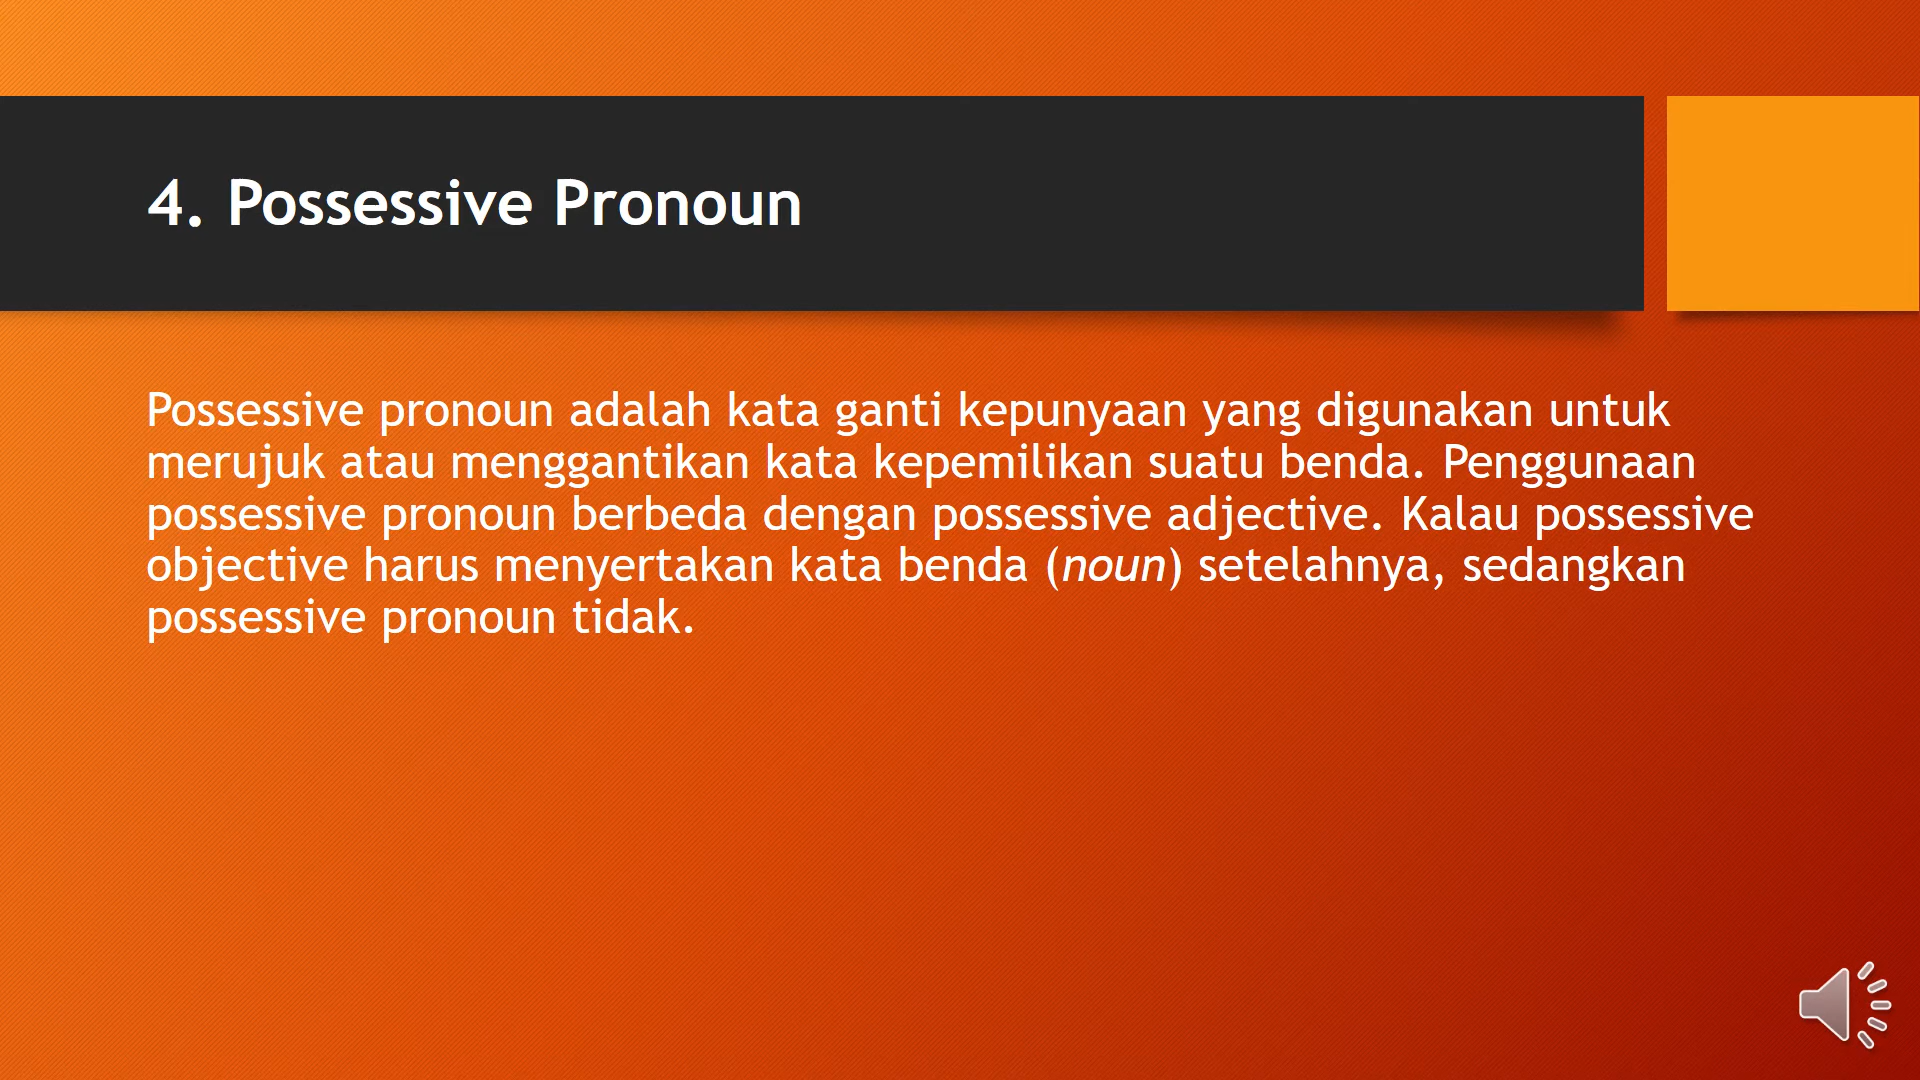 4. Possessive Pronoun
Possessive pronoun adalah kata ganti kepunyaan yang digunakan untuk
merujuk atau menggantikan kata kepemilikan suatu benda. Penggunaan
possessive pronoun berbeda dengan possessive adjective. Kalau possessive
objective harus menyertakan kata benda (noun) setelahnya, sedangkan
possessive pronoun tidak.